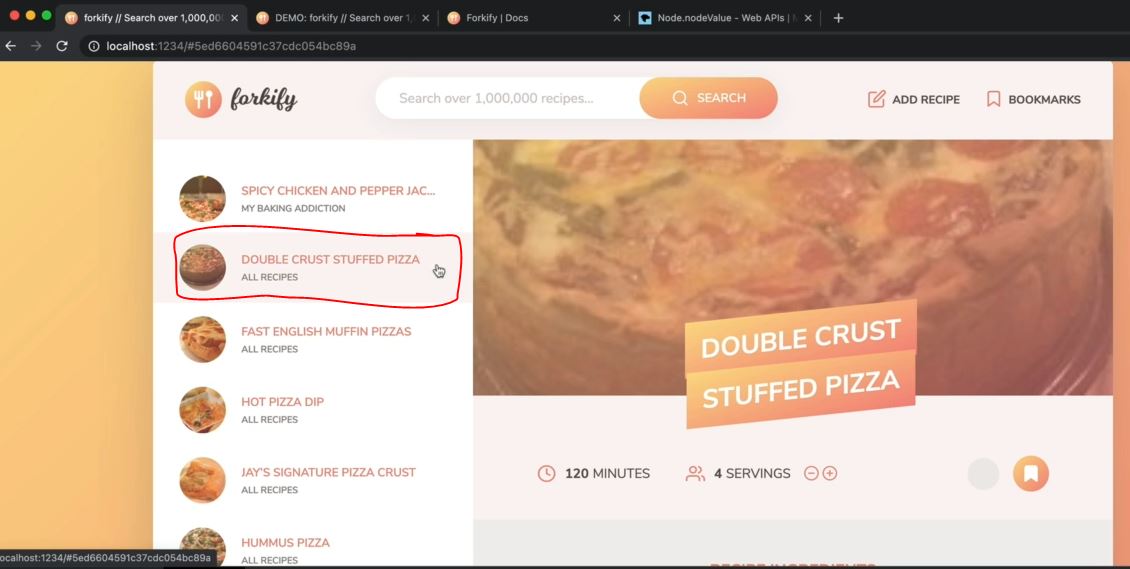 forkify // Search over 1,000,00
DEMO: forkify // Search over 1,
Forkify | Docs
Node.nodeValue - Web APIs |
localhost:1234/#5ed6604591c37cdc054bc89a
forkify
Search over 1,000,000 recipes...
SEARCH
ADD RECIPE
BOOKMARKS
SPICY CHICKEN AND PEPPER JAC...
MY BAKING ADDICTION
DOUBLE CRUST STUFFED PIZZA
ALL RECIPES
FAST ENGLISH MUFFIN PIZZAS
ALL RECIPES
HOT PIZZA DIP
ALL RECIPES
JAY'S SIGNATURE PIZZA CRUST
ALL RECIPES
HUMMUS PIZZA
ALL RECIPES
DOUBLE CRUST
STUFFED PIZZA
120 MINUTES
4 SERVINGS
RECIPE INGREDIENTS
ocalhost:1234/#5ed6604591c37cdc054bc89a